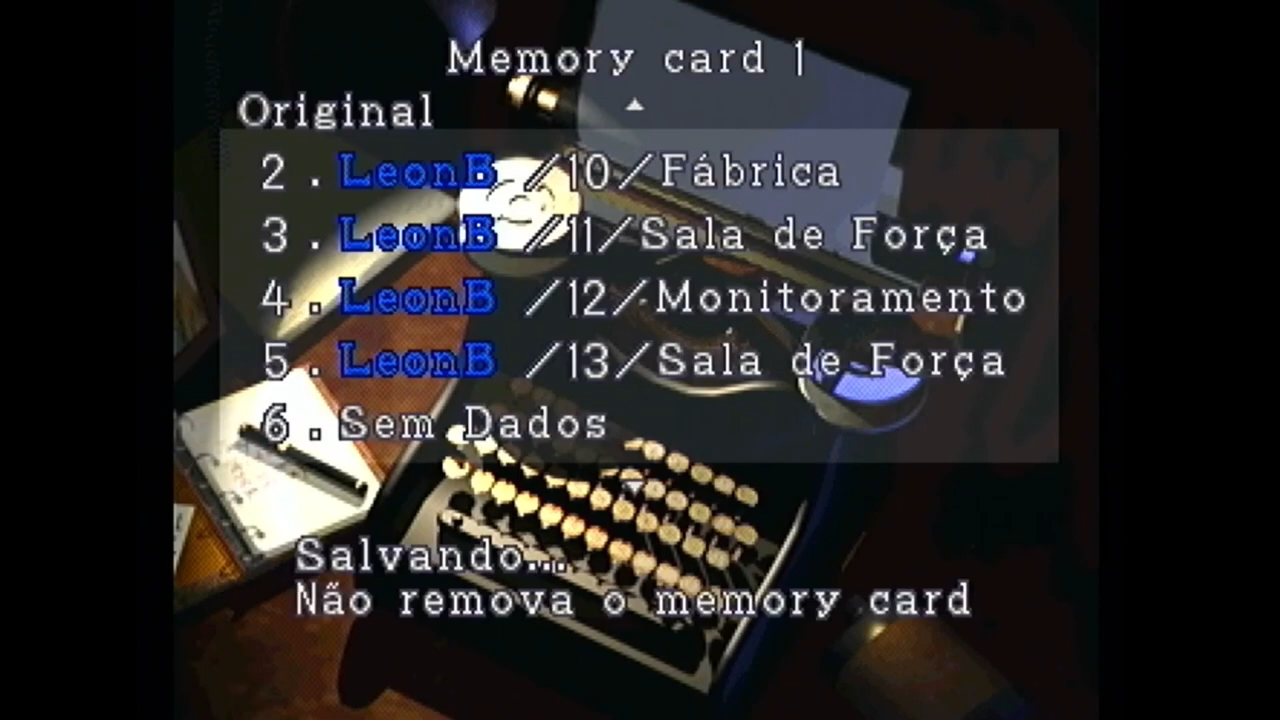 Memory card 1
Original
2 . LeonB /10/Fábrica
3 . LeonB /11/Sala de Força
4 . LeonB /12/Monitoramento
5 . LeonB /13/Sala de Força
6 . Sem Dados
Salvando...
Não remova o memory card